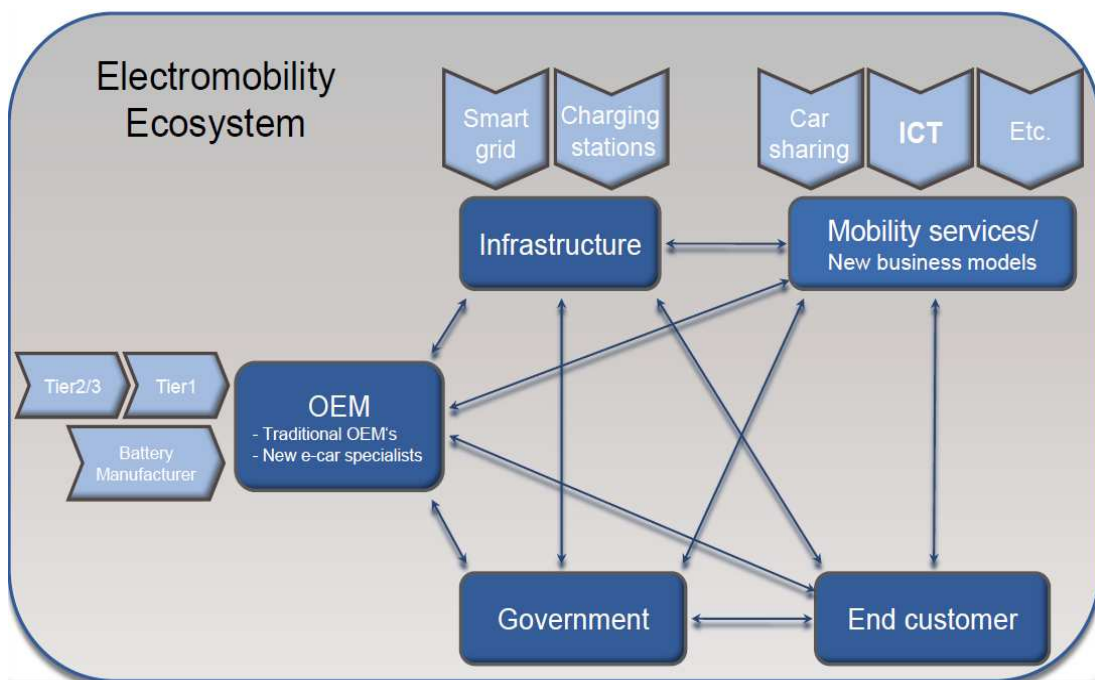 Electromobility
Ecosystem
Smart
grid
Charging
stations
Car
sharing
ICT
Etc.
Infrastructure
Mobility services/
New business models
Tier2/3
Tier1
Battery
Manufacturer
OEM
- Traditional OEM's
- New e-car specialists
Government
End customer